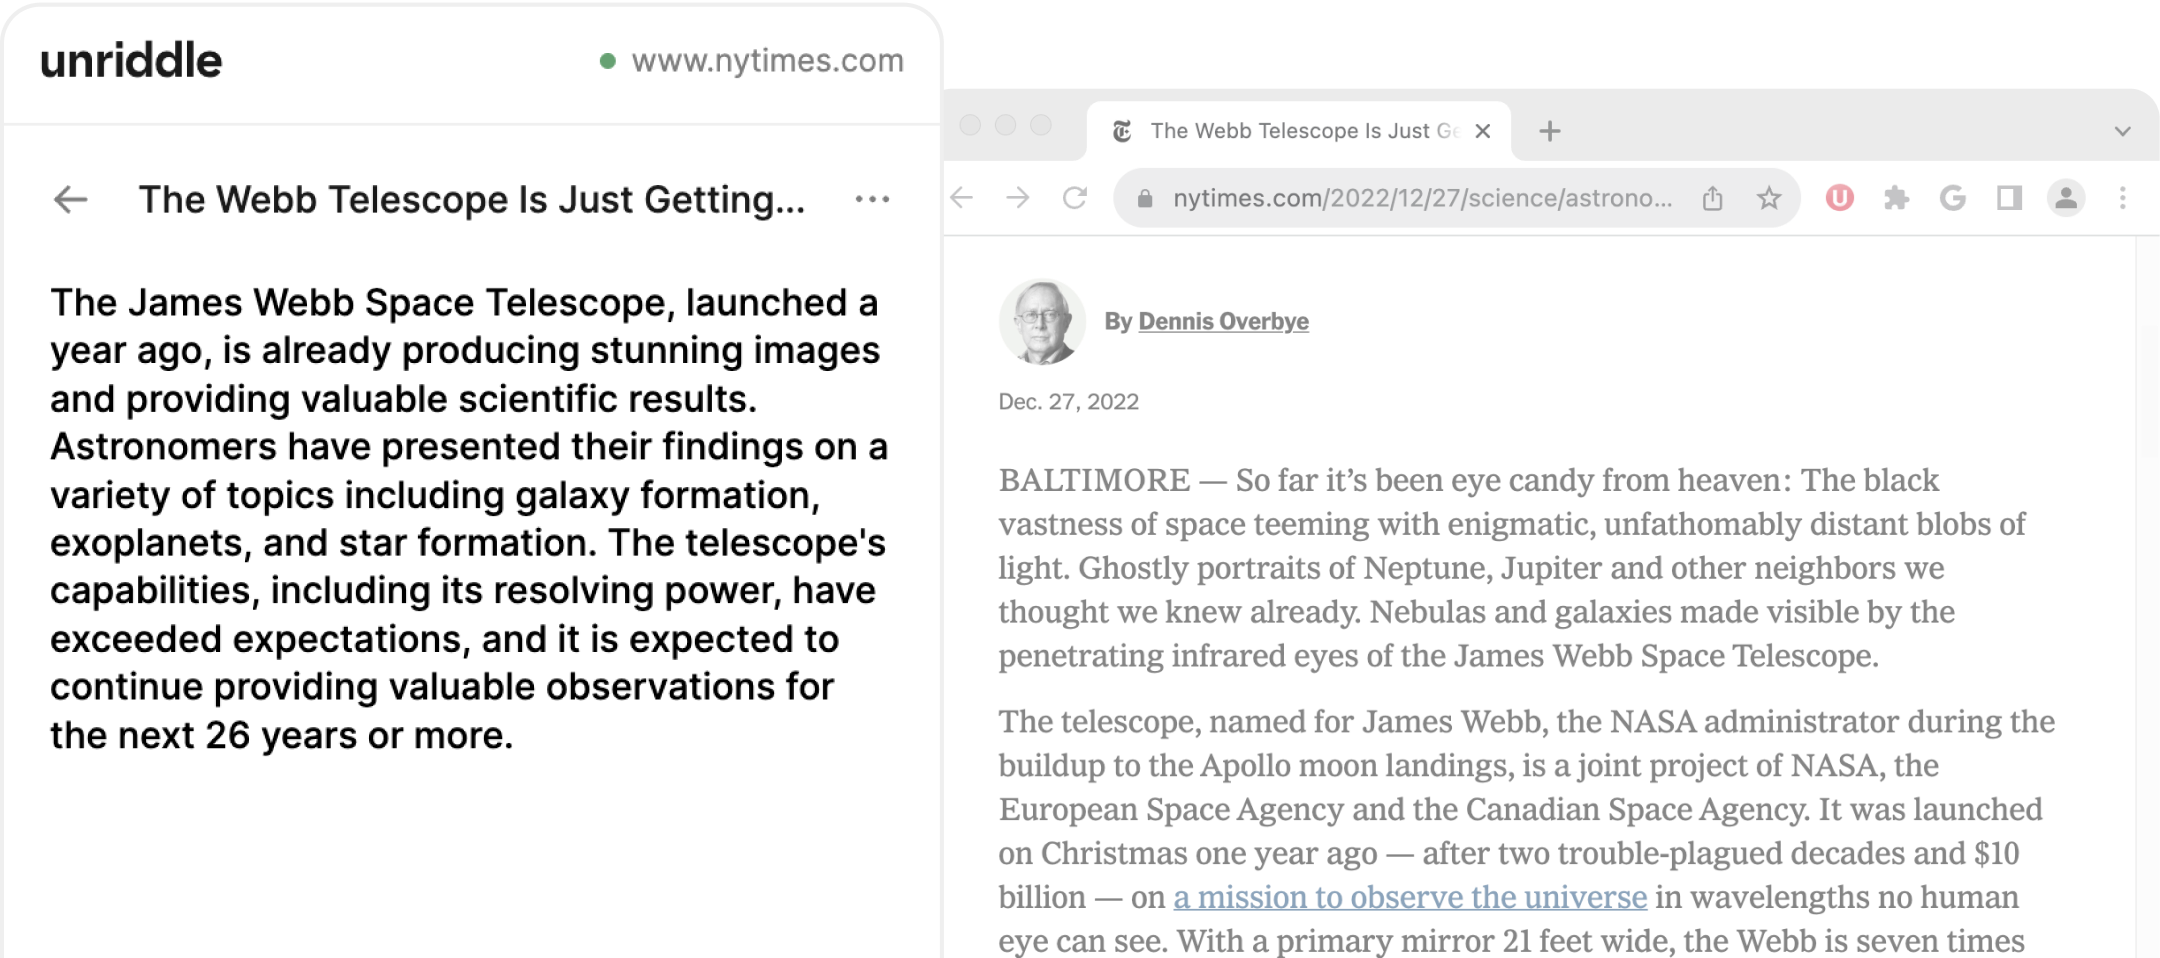 unriddle
www.nytimes.com
The Webb Telescope Is Just Getting...
The James Webb Space Telescope, launched a
year ago, is already producing stunning images
and providing valuable scientific results.
Astronomers have presented their findings on a
variety of topics including galaxy formation,
exoplanets, and star formation. The telescope's
capabilities, including its resolving power, have
exceeded expectations, and it is expected to
continue providing valuable observations for
the next 26 years or more.
The Webb Telescope Is Just Ge
nytimes.com/2022/12/27/science/astrono...
By Dennis Overbye
Dec. 27, 2022
BALTIMORE — So far it’s been eye candy from heaven: The black
vastness of space teeming with enigmatic, unfathomably distant blobs of
light. Ghostly portraits of Neptune, Jupiter and other neighbors we
thought we knew already. Nebulas and galaxies made visible by the
penetrating infrared eyes of the James Webb Space Telescope.
The telescope, named for James Webb, the NASA administrator during the
buildup to the Apollo moon landings, is a joint project of NASA, the
European Space Agency and the Canadian Space Agency. It was launched
on Christmas one year ago — after two trouble-plagued decades and $10
billion — on a mission to observe the universe in wavelengths no human
eye can see. With a primary mirror 21 feet wide, the Webb is seven times